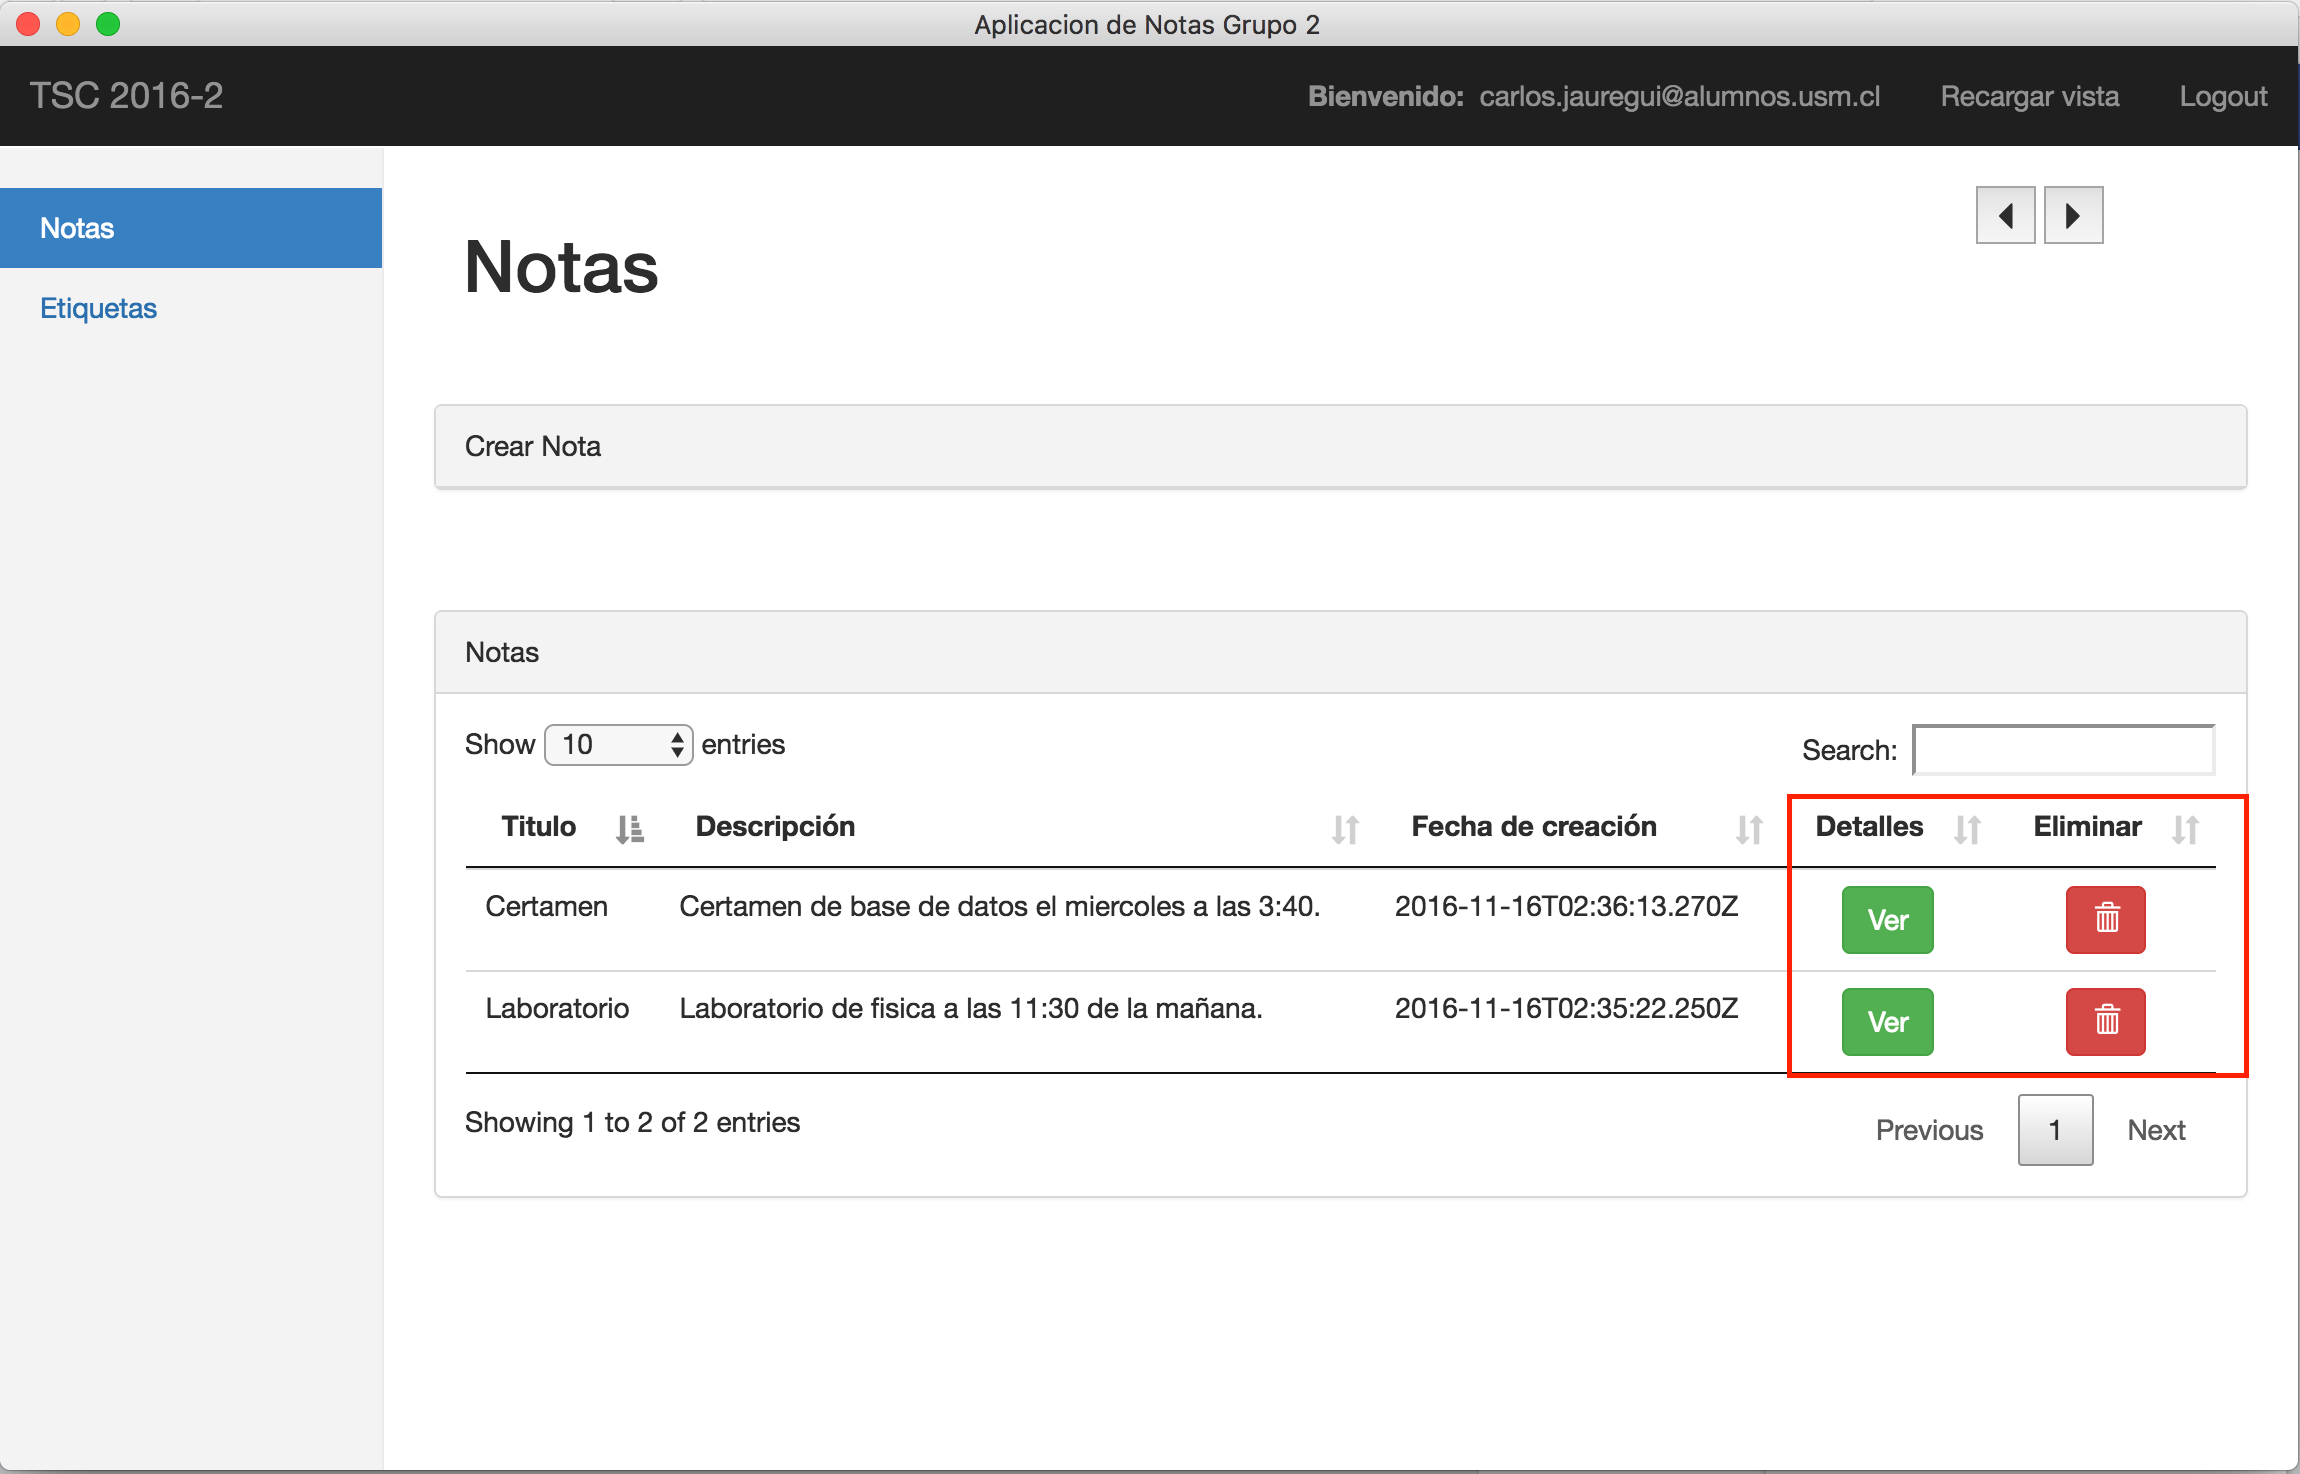 Aplicacion de Notas Grupo 2
TSC 2016-2 Bienvenido: carlos.jauregui@alumnos.usm.cl Recargar vista Logout
Notas
Etiquetas
Notas
Crear Nota
Notas
Show 10 entries Search:
Titulo Descripción Fecha de creación Detalles Eliminar
Certamen Certamen de base de datos el miercoles a las 3:40. 2016-11-16T02:36:13.270Z Ver
Laboratorio Laboratorio de fisica a las 11:30 de la mañana. 2016-11-16T02:35:22.250Z Ver
Showing 1 to 2 of 2 entries Previous 1 Next